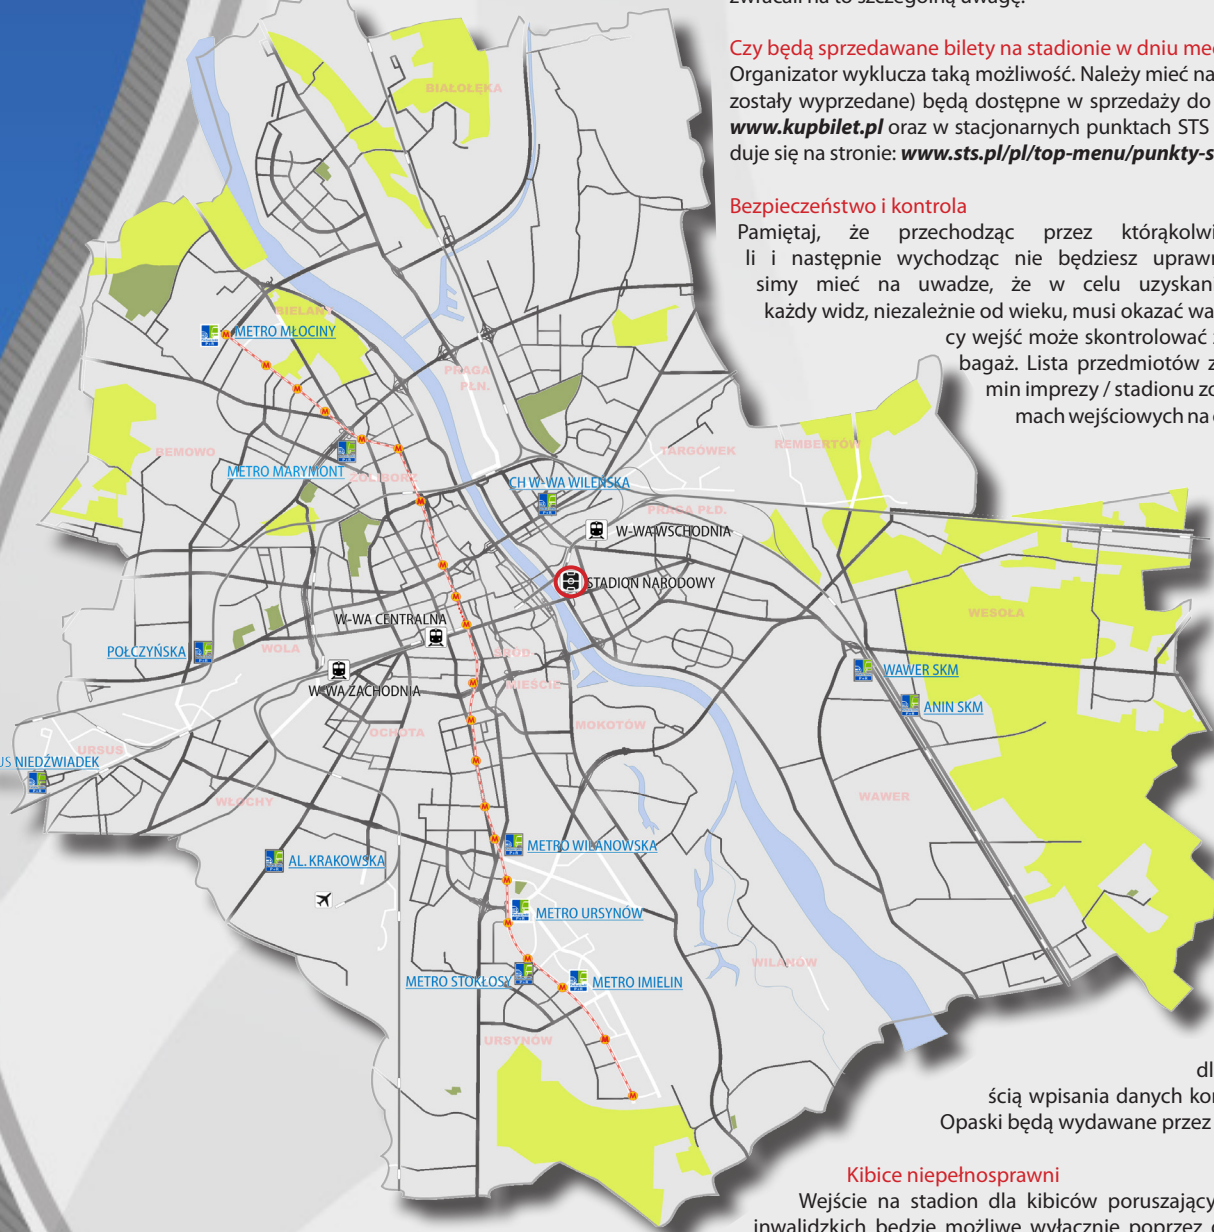 zwracali na to szczególną uwagę.
Czy będą sprzedawane bilety na stadionie w dniu
Organizator wyklucza taką możliwość. Należy mieć na
zostały wyprzedane) będą dostępne w sprzedaży do
www.kupbilet.pl oraz w stacjonarnych punktach STS
duje się na stronie: www.sts.pl/pl/top-menu/punkty-s
Bezpieczeństwo i kontrola
Pamiętaj, że przechodząc przez którąkolwi
li i następnie wychodząc nie będziesz uprawn
simy mieć na uwadze, że w celu uzyskan
każdy widz, niezależnie od wieku, musi okazać wa
cy wejść może skontrolować
bagaż. Lista przedmiotów z
min imprezy / stadionu zo
mach wejściowych na
BIAŁOŁĘKA
BIELANY
METRO MŁOCINY
PRAGA
PŁN.
BEMOWO
METRO MARYMONT
ŻOLIBORZ
TARGÓWEK
REMBERTÓW
CH W-WA WILEŃSKA
PRAGA PŁD.
W-WA WSCHODNIA
STADION NARODOWY
WESOŁA
W-WA CENTRALNA
POŁCZYŃSKA
WOLA
ŚRÓD-
MIEŚCIE
W-WA ZACHODNIA
WAWER SKM
ANIN SKM
OCHOTA
MOKOTÓW
URSUS
US NIEDŹWIADEK
WŁOCHY
WAWER
METRO WILANOWSKA
AL. KRAKOWSKA
METRO URSYNÓW
WILANÓW
METRO STOKŁOSY
METRO IMIELIN
URSYNÓW
dl
ścią wpisania danych kon
Opaski będą wydawane przez
Kibice niepełnosprawni
Wejście na stadion dla kibiców poruszający
inwalidzkich będzie możliwe wyłącznie poprzez